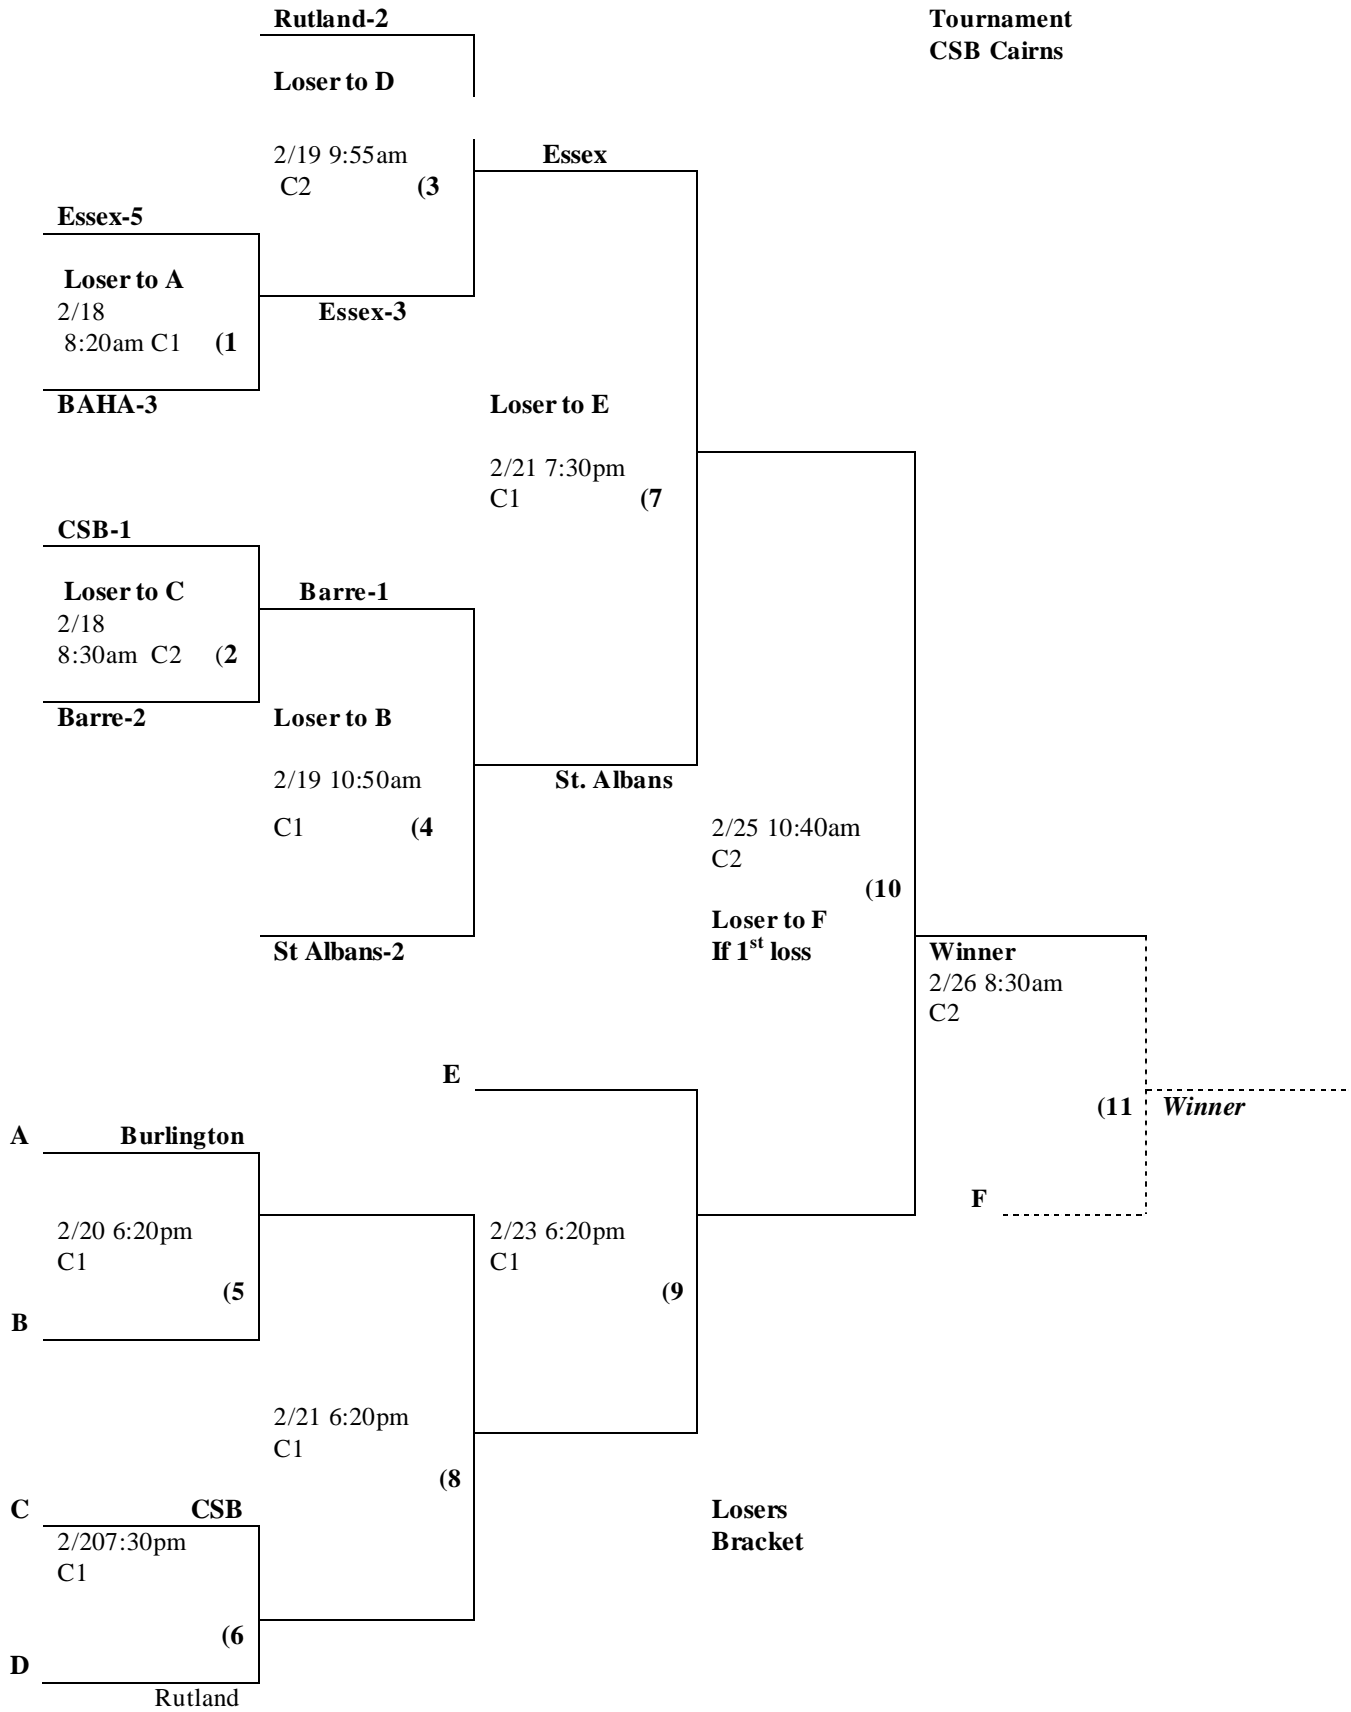 Rutland-2
Tournament
CSB Cairns
Loser to D
2/19 9:55am
C2 (3
Essex
Essex-5
Loser to A
2/18
8:20am C1 (1
Essex-3
BAHA-3
Loser to E
2/21 7:30pm
C1 (7
CSB-1
Loser to C
2/18
8:30am C2 (2
Barre-1
Barre-2
Loser to B
2/19 10:50am
C1 (4
St. Albans
2/25 10:40am
C2
(10
Loser to F
If 1st loss
St Albans-2
Winner
2/26 8:30am
C2
E
(11 Winner
A Burlington
F
2/20 6:20pm
C1
(5
2/23 6:20pm
C1
(9
B
2/21 6:20pm
C1
(8
C CSB
2/207:30pm
C1
(6
Losers
Bracket
D
Rutland